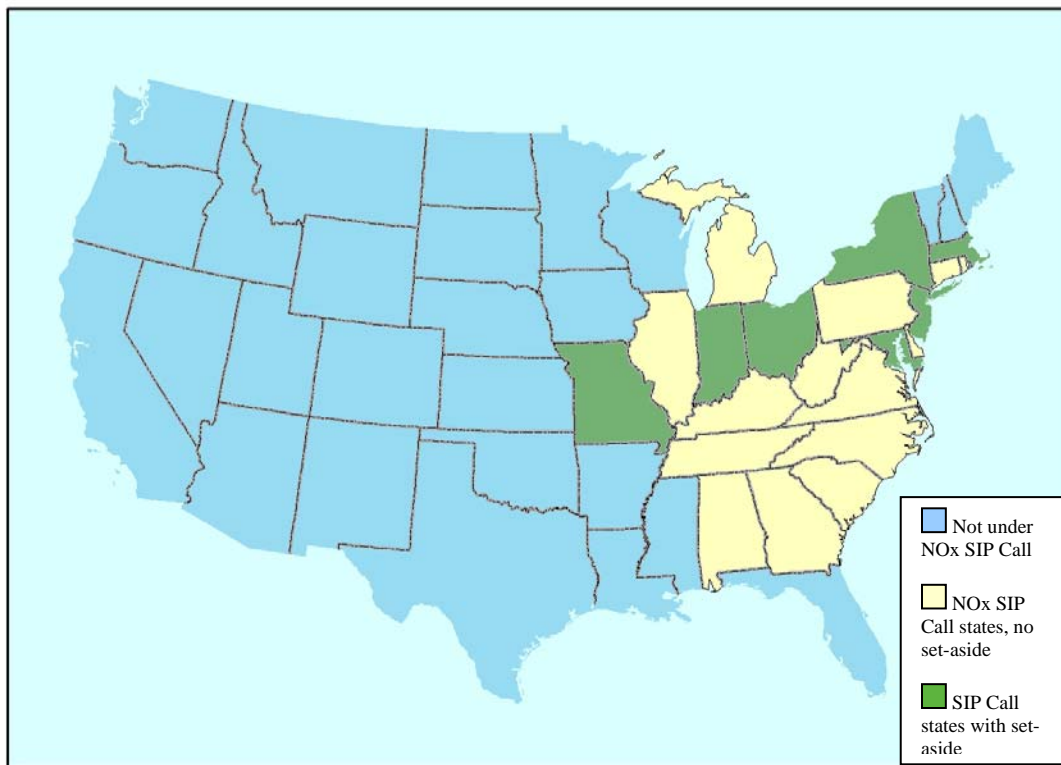 Not under
NOx SIP Call
NOx SIP
Call states, no
set-aside
SIP Call
states with set-
aside